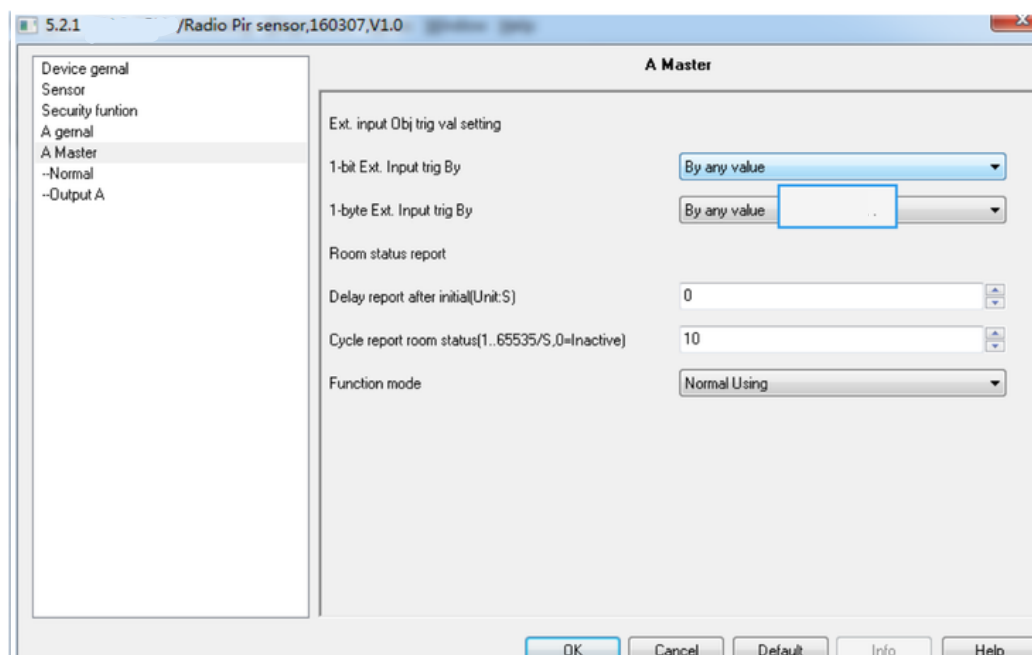 5.2.1 /Radio Pir sensor,160307,V1.0
Device gernal
Sensor
Security funtion
A gernal
A Master
--Normal
--Output A
A Master
Ext. input Obj trig val setting
1-bit Ext. Input trig By By any value
1-byte Ext. Input trig By By any value
Room status report
Delay report after initial(Unit:S) 0
Cycle report room status(1..65535/S,0=Inactive) 10
Function mode Normal Using
OK Cancel Default Info Help